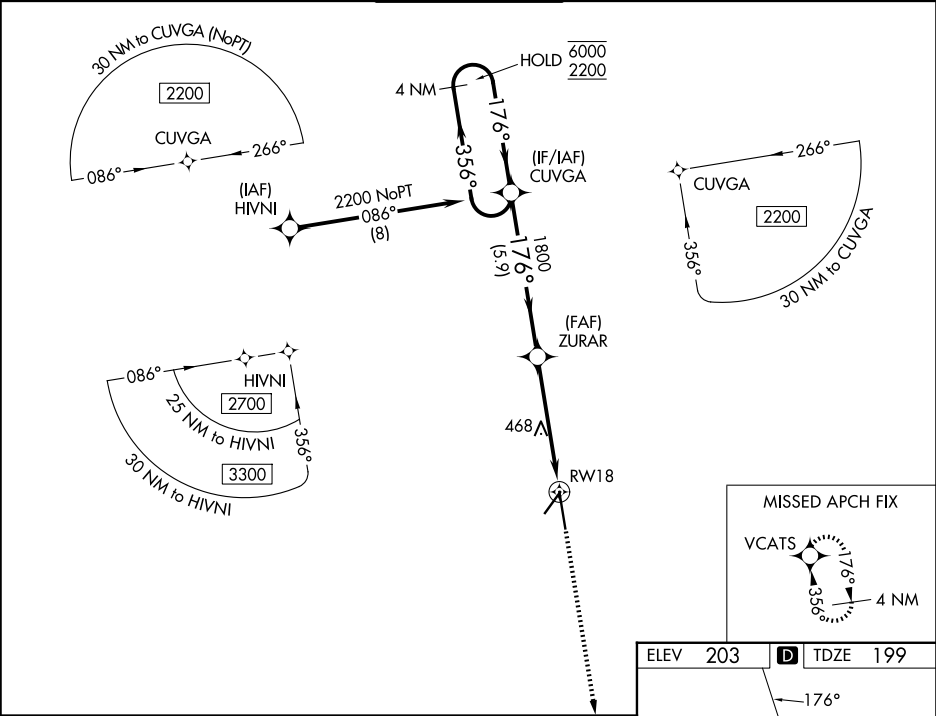 30 NM to CUVGA (NoPT)
2200
CUVGA
086°
266°
HOLD
6000
2200
4 NM
176°
356°
(IF/IAF)
CUVGA
(IAF)
HIVNI
2200 NoPT
086°
(8)
266°
CUVGA
2200
356°
30 NM to CUVGA
1800
176°
(5.9)
(FAF)
ZURAR
086°
HIVNI
2700
25 NM to HIVNI
356°
3300
30 NM to HIVNI
468
RW18
MISSED APCH FIX
VCATS
176°
356°
4 NM
ELEV 203 D TDZE 199
176°